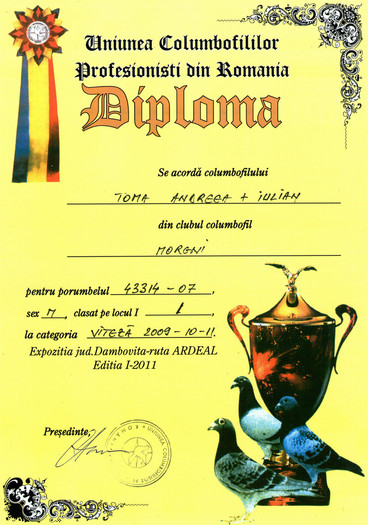 Uniunea Columbofililor
Profesionisti din Romania
Diploma
Se acordă columbofilului
TOMA ANDREEA + IULIAN
din clubul columbofil
MORENI
pentru porumbelul 43314-07,
sex M, clasat pe locul I 1,
la categoria VITEZĂ 2009-10-11.
Expozitia jud.Dambovita-ruta ARDEAL
Editia I-2011
Președinte,